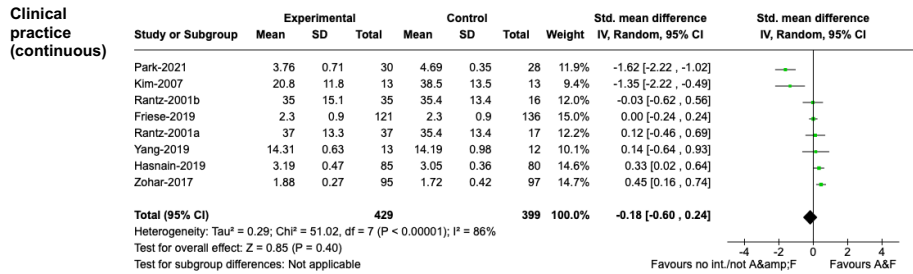 Clinical
practice
(continuous)
Experimental Control Std. mean difference Std. mean difference
Study or Subgroup Mean SD Total Mean SD Total Weight IV, Random, 95% CI IV, Random, 95% CI
Park-2021 3.76 0.71 30 4.69 0.35 28 11.9% -1.62 [-2.22 , -1.02]
Kim-2007 20.8 11.8 13 38.5 13.5 13 9.4% -1.35 [-2.22 , -0.49]
Rantz-2001b 35 15.1 35 35.4 13.4 16 12.0% -0.03 [-0.62 , 0.56]
Friese-2019 2.3 0.9 121 2.3 0.9 136 15.0% 0.00 [-0.24 , 0.24]
Rantz-2001a 37 13.3 37 35.4 13.4 17 12.2% 0.12 [-0.46 , 0.69]
Yang-2019 14.31 0.63 13 14.19 0.98 12 10.1% 0.14 [-0.64 , 0.93]
Hasnain-2019 3.19 0.47 85 3.05 0.36 80 14.6% 0.33 [0.02 , 0.64]
Zohar-2017 1.88 0.27 95 1.72 0.42 97 14.7% 0.45 [0.16 , 0.74]
Total (95% CI) 429 399 100.0% -0.18 [-0.60 , 0.24]
Heterogeneity: Tau² = 0.29; Chi² = 51.02, df = 7 (P < 0.00001); I² = 86%
Test for overall effect: Z = 0.85 (P = 0.40)
Test for subgroup differences: Not applicable
-4 -2 0 2 4
Favours no int./not A&amp;F Favours A&F